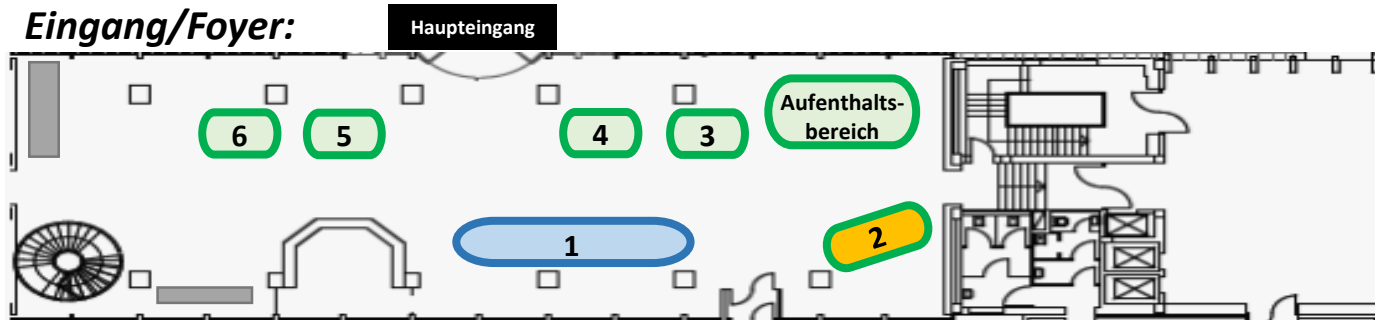 Eingang/Foyer:
Haupteingang
Aufenthalts-
bereich
6
5
4
3
1
2